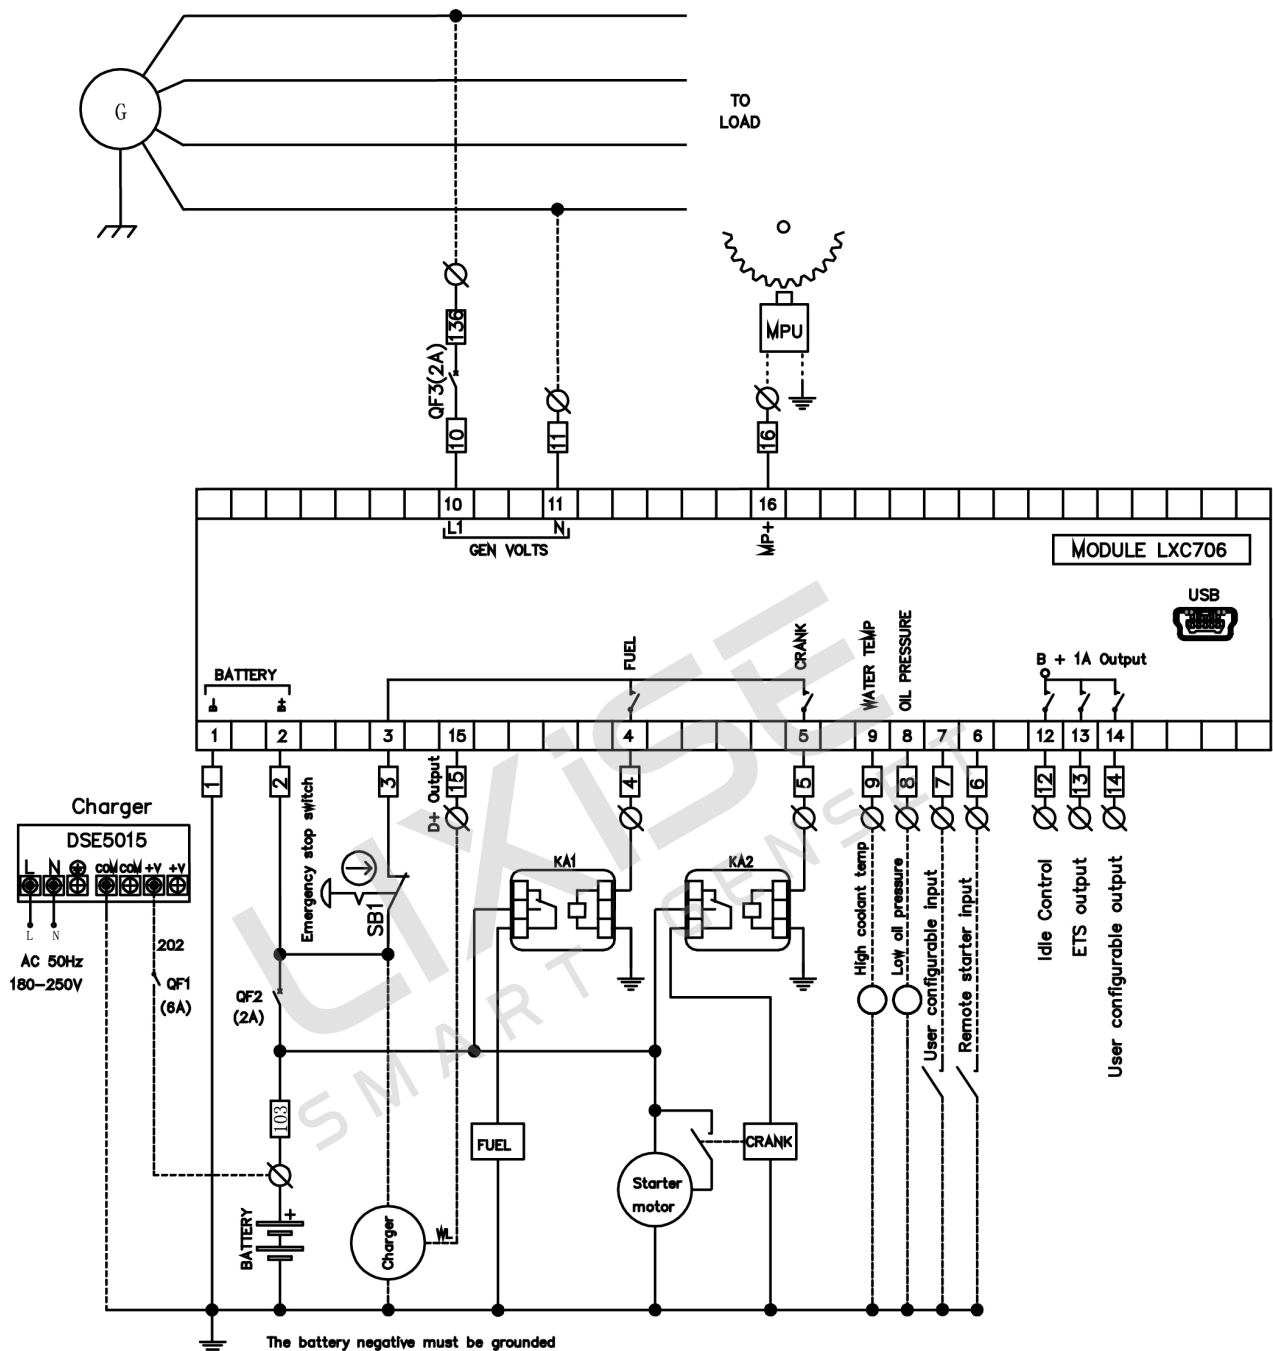 G
TO
LOAD
MPU
136
QF3(2A)
10
11
16
10
11
16
L1
N
GEN VOLTS
MP+
MODULE LXC706
USB
BATTERY
B-
B+
FUEL
CRANK
WATER TEMP
OIL PRESSURE
B + 1A Output
1
2
3
15
4
5
9
8
7
6
12
13
14
1
2
3
15
4
5
9
8
7
6
12
13
14
Emergency stop switch
D+ Output
Charger
DSE5015
L N COM COM +V +V
L N
AC 50Hz
180-250V
202
QF1
(6A)
SB1
KA1
KA2
High coolant temp
Low oil pressure
User configurable input
Remote starter input
Idle Control
ETS output
User configurable output
QF2
(2A)
103
FUEL
CRANK
Starter
motor
BATTERY
+
Charger
WL
The battery negative must be grounded
LIXiSE
SMART GENSET